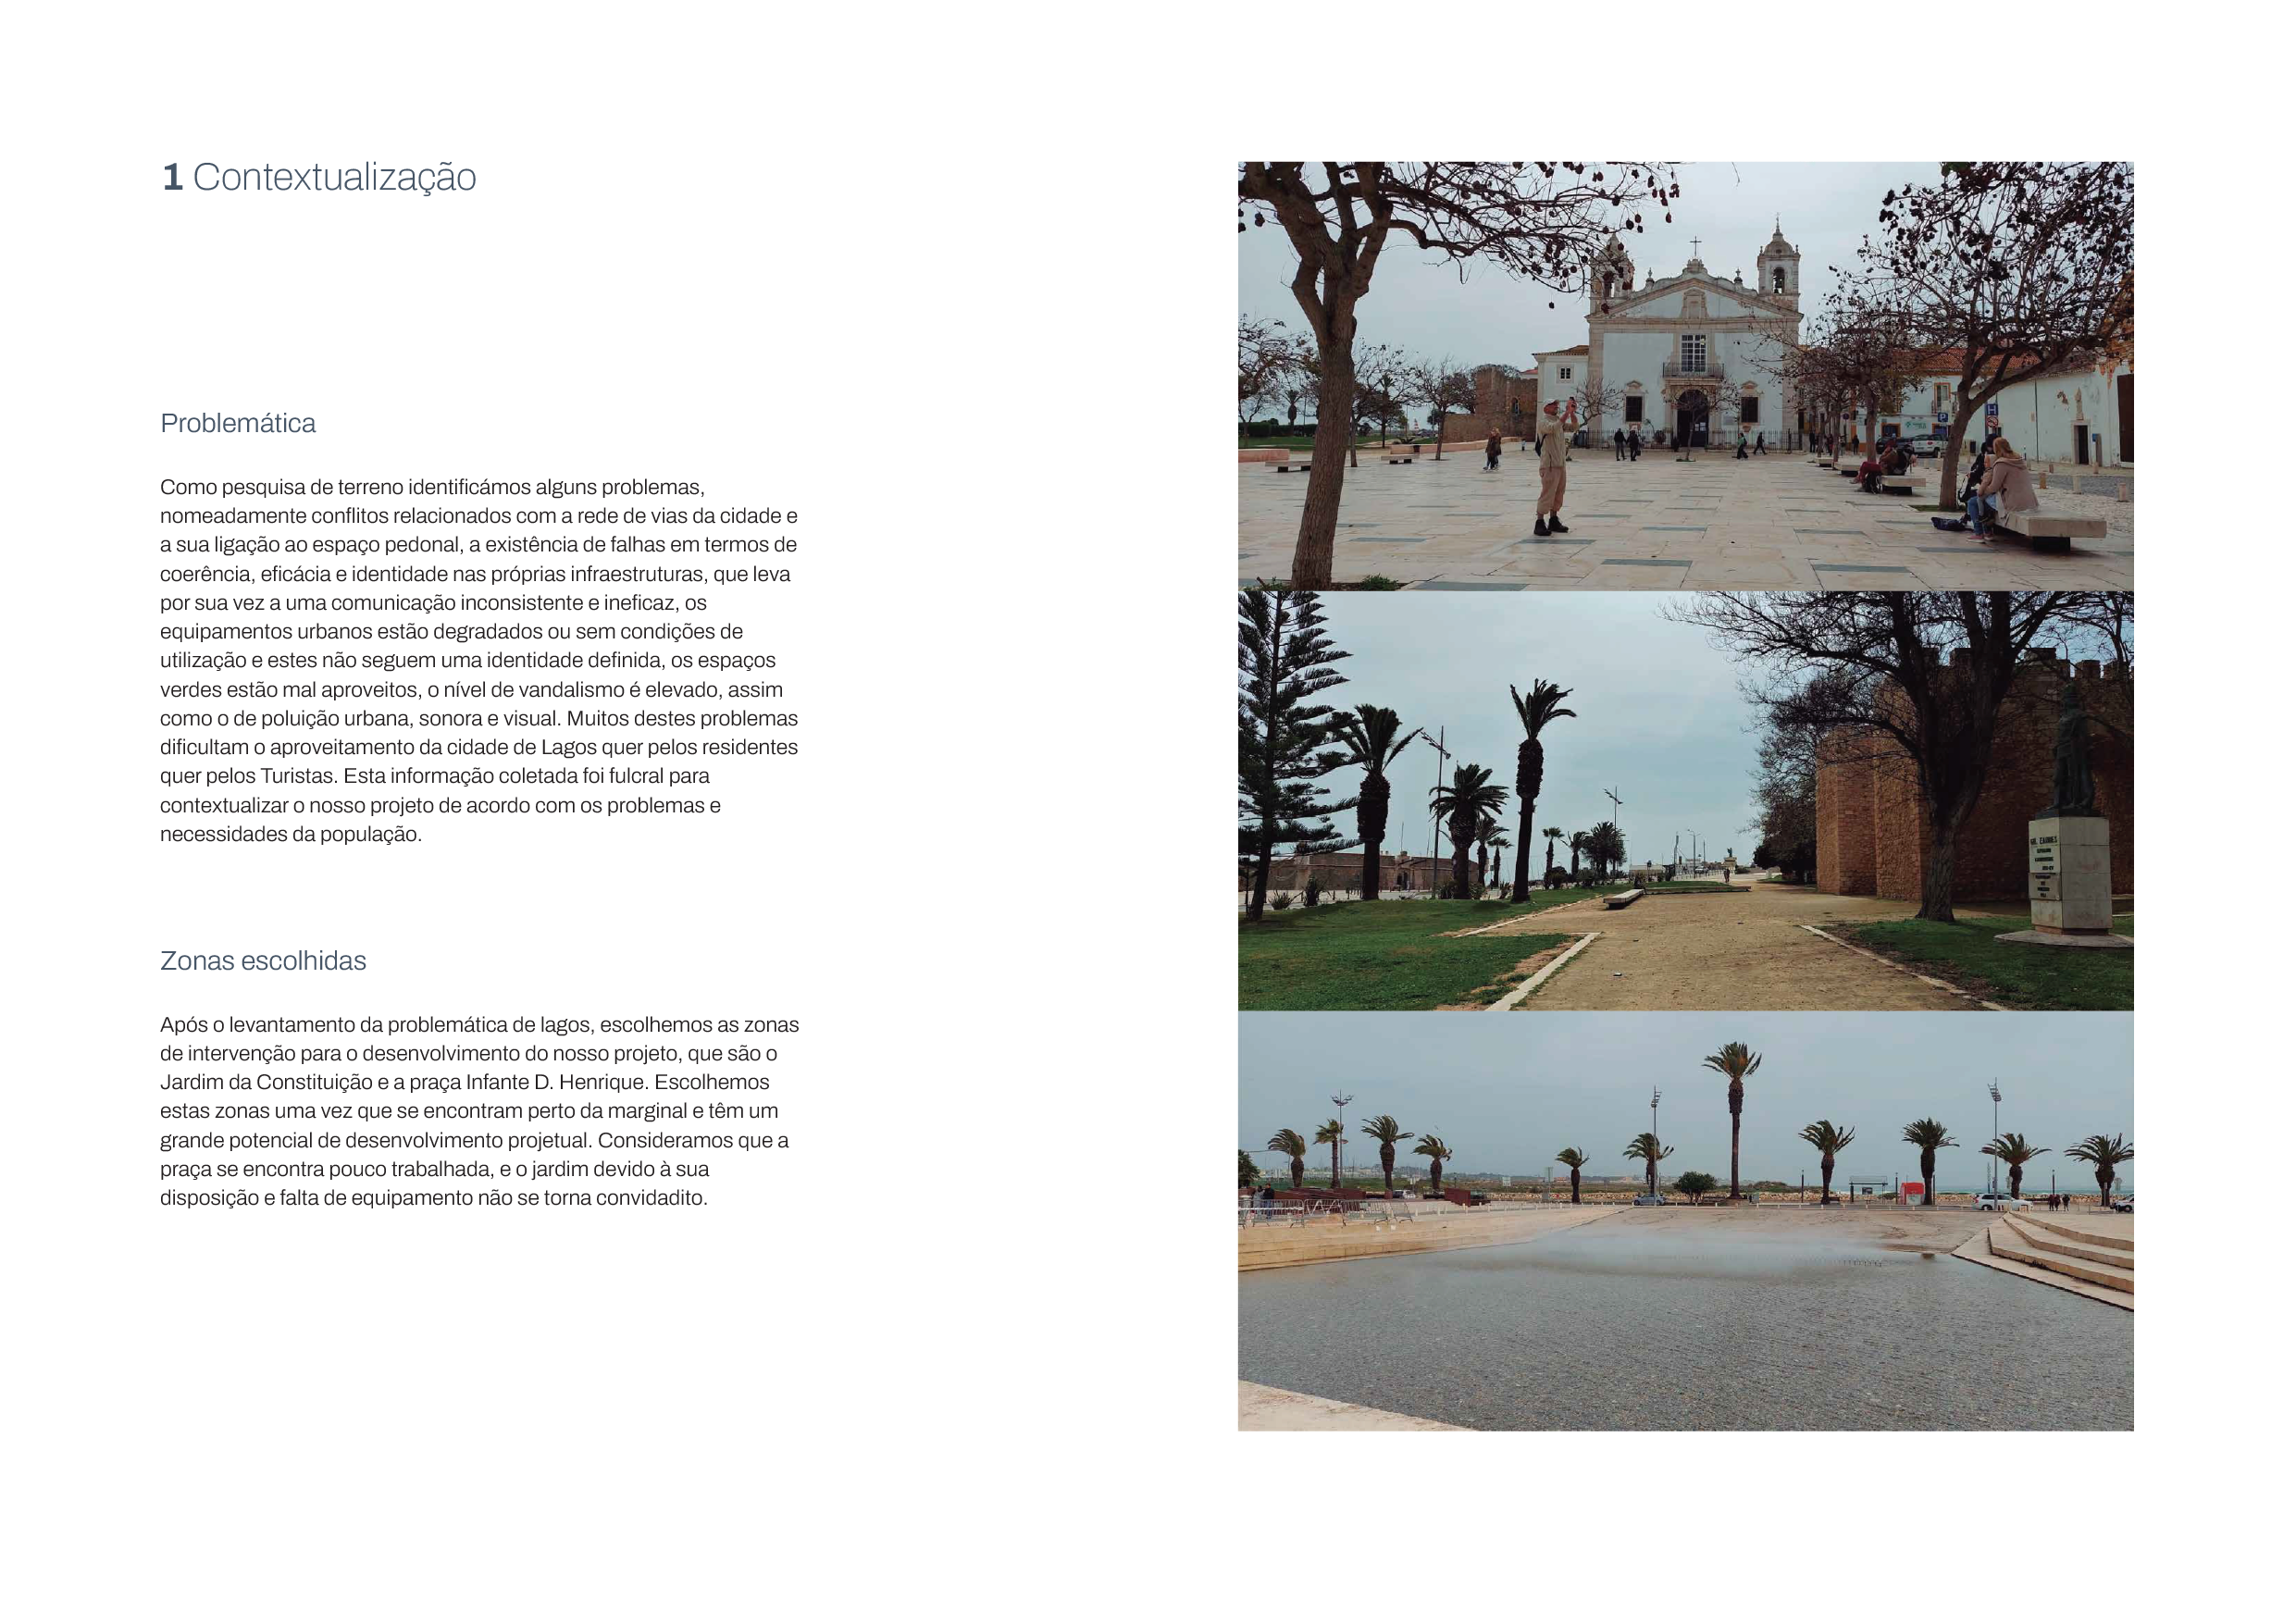 1 Contextualização
Problemática
Como pesquisa de terreno identificámos alguns problemas,
nomeadamente conflitos relacionados com a rede de vias da cidade e
a sua ligação ao espaço pedonal, a existência de falhas em termos de
coerência, eficácia e identidade nas próprias infraestruturas, que leva
por sua vez a uma comunicação inconsistente e ineficaz, os
equipamentos urbanos estão degradados ou sem condições de
utilização e estes não seguem uma identidade definida, os espaços
verdes estão mal aproveitos, o nível de vandalismo é elevado, assim
como o de poluição urbana, sonora e visual. Muitos destes problemas
dificultam o aproveitamento da cidade de Lagos quer pelos residentes
quer pelos Turistas. Esta informação coletada foi fulcral para
contextualizar o nosso projeto de acordo com os problemas e
necessidades da população.
Zonas escolhidas
Após o levantamento da problemática de lagos, escolhemos as zonas
de intervenção para o desenvolvimento do nosso projeto, que são o
Jardim da Constituição e a praça Infante D. Henrique. Escolhemos
estas zonas uma vez que se encontram perto da marginal e têm um
grande potencial de desenvolvimento projetual. Consideramos que a
praça se encontra pouco trabalhada, e o jardim devido à sua
disposição e falta de equipamento não se torna convidadito.
P
H
GIL EANNES